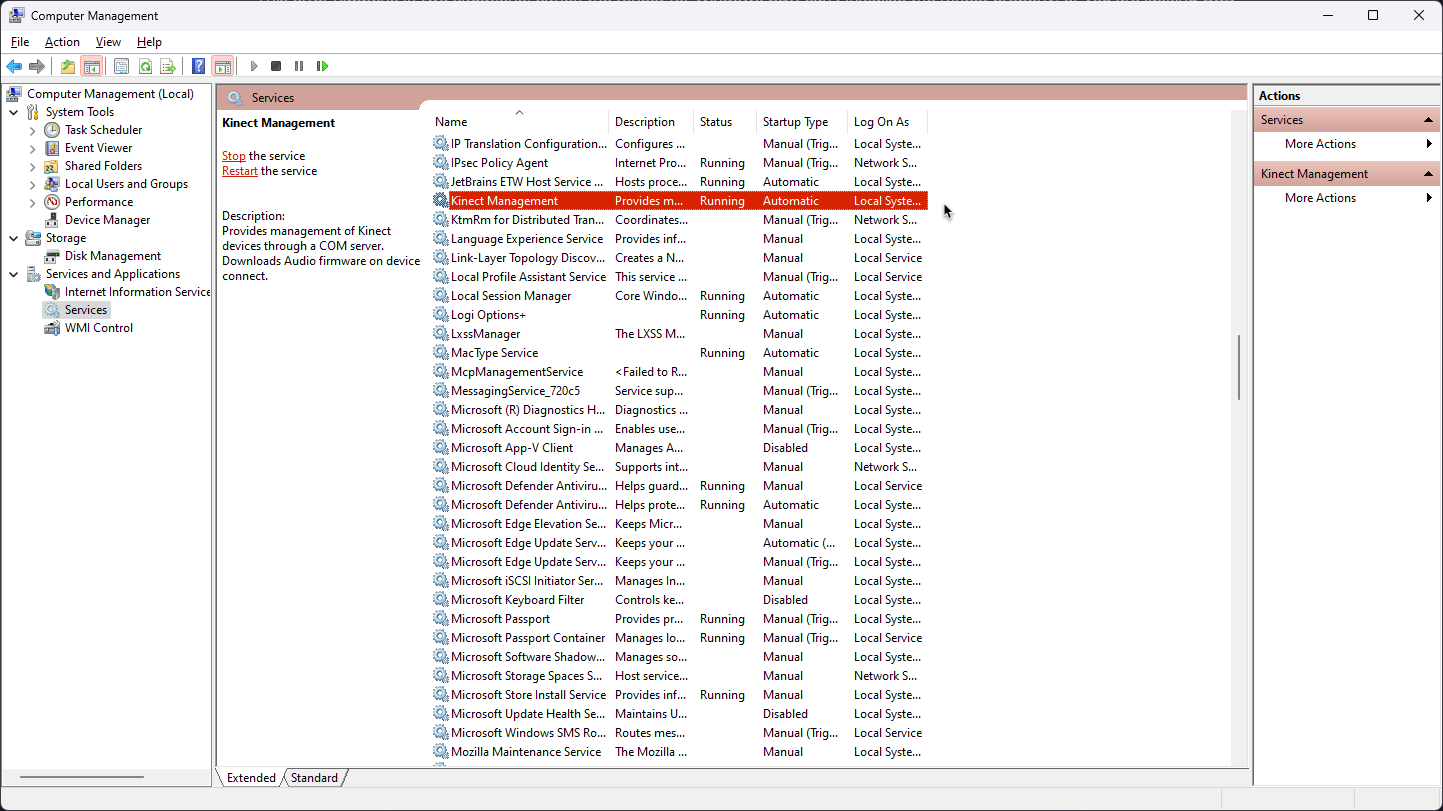 Computer Management
File Action View Help
Computer Management (Local)
System Tools
Task Scheduler
Event Viewer
Shared Folders
Local Users and Groups
Performance
Device Manager
Storage
Disk Management
Services and Applications
Internet Information Service
Services
WMI Control
Services
Kinect Management
Stop the service
Restart the service
Description:
Provides management of Kinect
devices through a COM server.
Downloads Audio firmware on device
connect.
Name Description Status Startup Type Log On As
IP Translation Configuration... Configures ... Manual (Trig... Local Syste...
IPsec Policy Agent Internet Pro... Running Manual (Trig... Network S...
JetBrains ETW Host Service ... Hosts proce... Running Automatic Local Syste...
Kinect Management Provides m... Running Automatic Local Syste...
KtmRm for Distributed Tran... Coordinates... Manual (Trig... Network S...
Language Experience Service Provides inf... Manual Local Syste...
Link-Layer Topology Discov... Creates a N... Manual Local Service
Local Profile Assistant Service This service ... Manual (Trig... Local Service
Local Session Manager Core Windo... Running Automatic Local Syste...
Logi Options+ Running Automatic Local Syste...
LxssManager The LXSS M... Manual Local Syste...
MacType Service Running Automatic Local Syste...
McpManagementService <Failed to R... Manual Local Syste...
MessagingService_720c5 Service sup... Manual (Trig... Local Syste...
Microsoft (R) Diagnostics H... Diagnostics ... Manual Local Syste...
Microsoft Account Sign-in ... Enables use... Manual (Trig... Local Syste...
Microsoft App-V Client Manages A... Disabled Local Syste...
Microsoft Cloud Identity Se... Supports int... Manual Network S...
Microsoft Defender Antiviru... Helps guard... Running Manual Local Service
Microsoft Defender Antiviru... Helps prote... Running Automatic Local Syste...
Microsoft Edge Elevation Se... Keeps Micr... Manual Local Syste...
Microsoft Edge Update Serv... Keeps your ... Automatic (... Local Syste...
Microsoft Edge Update Serv... Keeps your ... Manual (Trig... Local Syste...
Microsoft iSCSI Initiator Ser... Manages In... Manual Local Syste...
Microsoft Keyboard Filter Controls ke... Disabled Local Syste...
Microsoft Passport Provides pr... Running Manual (Trig... Local Syste...
Microsoft Passport Container Manages lo... Running Manual (Trig... Local Service
Microsoft Software Shadow... Manages so... Manual Local Syste...
Microsoft Storage Spaces S... Host service... Manual Network S...
Microsoft Store Install Service Provides inf... Running Manual Local Syste...
Microsoft Update Health Se... Maintains U... Disabled Local Syste...
Microsoft Windows SMS Ro... Routes mes... Manual (Trig... Local Service
Mozilla Maintenance Service The Mozilla ... Manual Local Syste...
Extended Standard
Actions
Services
More Actions
Kinect Management
More Actions